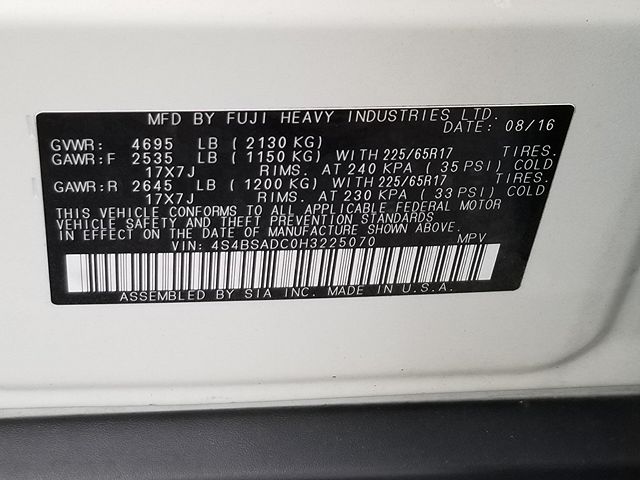 MFD BY FUJI HEAVY INDUSTRIES LTD.
DATE: 08/16
GVWR: 4695 LB ( 2130 KG)
GAWR:F 2535 LB ( 1150 KG) WITH 225/65R17 TIRES.
17X7J RIMS. AT 240 KPA ( 35 PSI) COLD
GAWR:R 2645 LB ( 1200 KG) WITH 225/65R17 TIRES.
17X7J RIMS. AT 230 KPA ( 33 PSI) COLD
THIS VEHICLE CONFORMS TO ALL APPLICABLE FEDERAL MOTOR
VEHICLE SAFETY AND THEFT PREVENTION STANDARDS
IN EFFECT ON THE DATE OF MANUFACTURE SHOWN ABOVE.
VIN: 4S4BSADC0H3225070 MPV
ASSEMBLED BY SIA INC. MADE IN U.S.A.